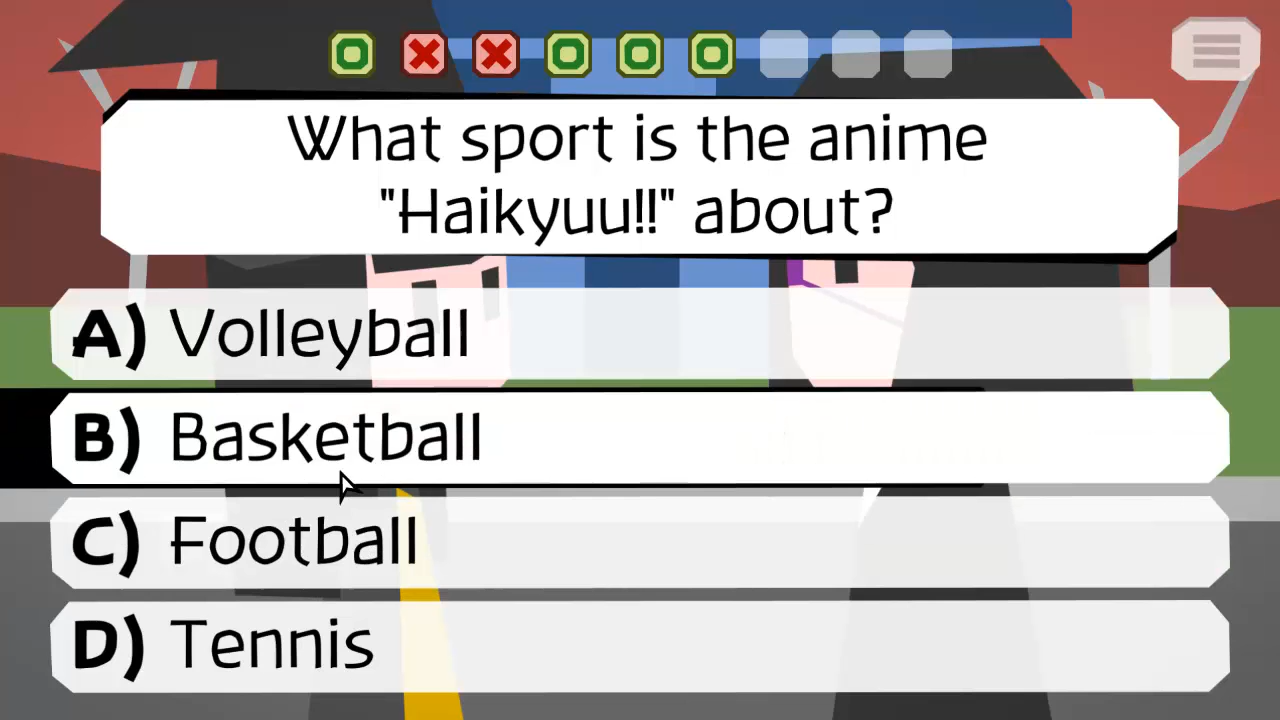 What sport is the anime
"Haikyuu!!" about?
A) Volleyball
B) Basketball
C) Football
D) Tennis